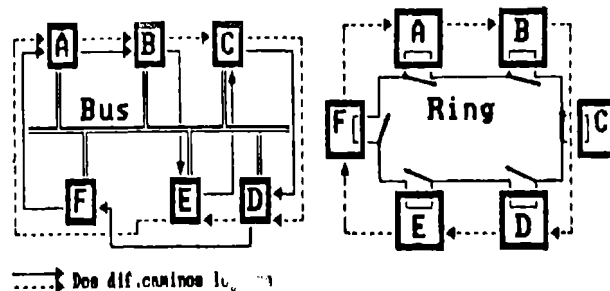 A B C
Bus
F E D
A B
F Ring C
E D
Dos dif.caminos